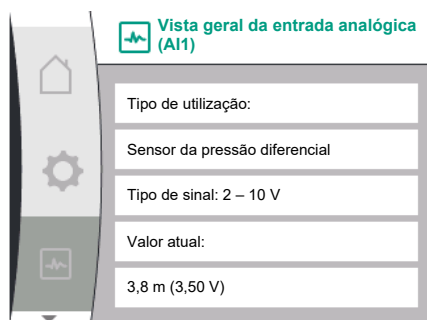 Vista geral da entrada analógica
(AI1)
Tipo de utilização:
Sensor da pressão diferencial
Tipo de sinal: 2 – 10 V
Valor atual:
3,8 m (3,50 V)